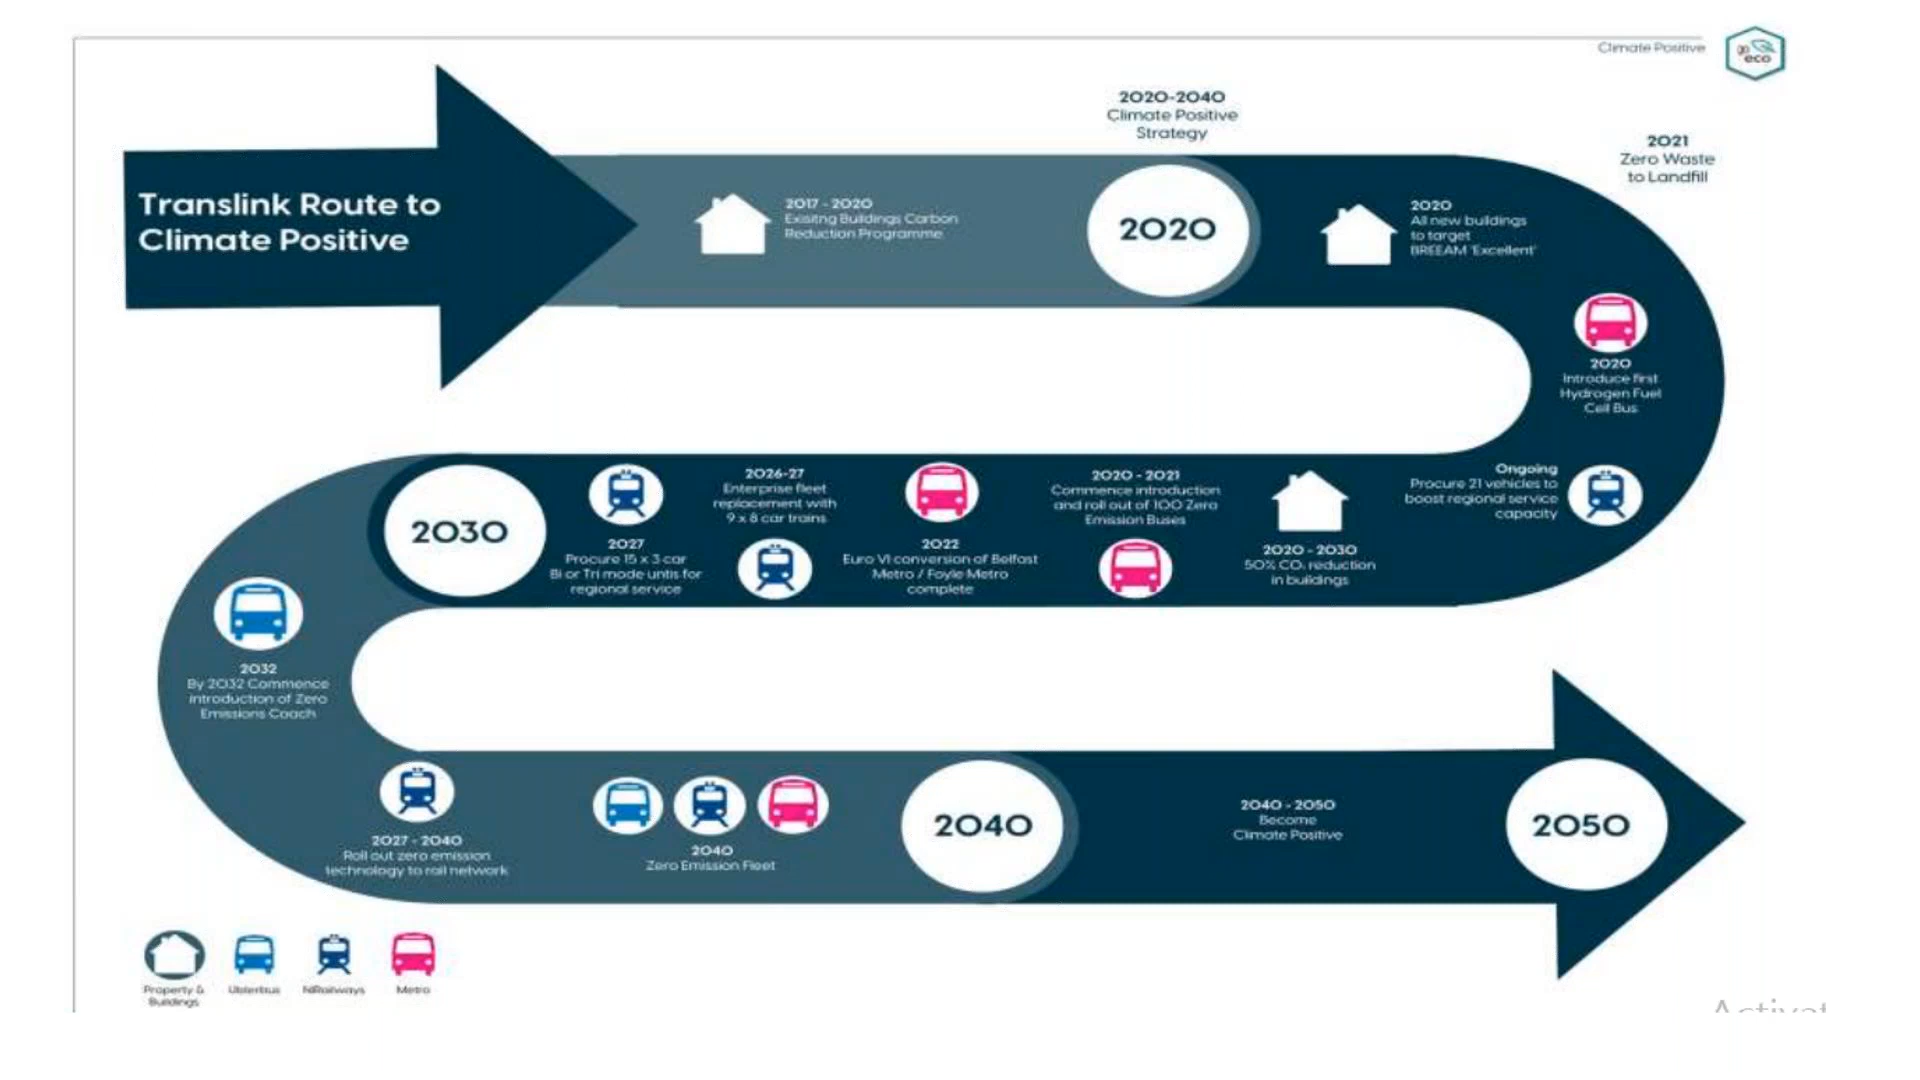 Climate Positive
go
eco
Translink Route to
Climate Positive
2017 - 2020
Exisitng Buildings Carbon
Reduction Programme
2020-2040
Climate Positive
Strategy
2020
2020
All new buildings
to target
BREEAM 'Excellent'
2021
Zero Waste
to Landfill
2020
Introduce first
Hydrogen Fuel
Cell Bus
Ongoing
Procure 21 vehicles to
boost regional service
capacity
2020 - 2030
50% CO₂ reduction
in buildings
2020 - 2021
Commence introduction
and roll out of 100 Zero
Emission Buses
2022
Euro VI conversion of Belfast
Metro / Foyle Metro
complete
2026-27
Enterprise fleet
replacement with
9 x 8 car trains
2027
Procure 15 x 3 car
Bi or Tri mode untis for
regional service
2030
2032
By 2032 Commence
introduction of Zero
Emissions Coach
2027 - 2040
Roll out zero emission
technology to rail network
2040
Zero Emission Fleet
2040
2040 - 2050
Become
Climate Positive
2050
Property &
Buildings
Ulsterbus
NIRailways
Metro